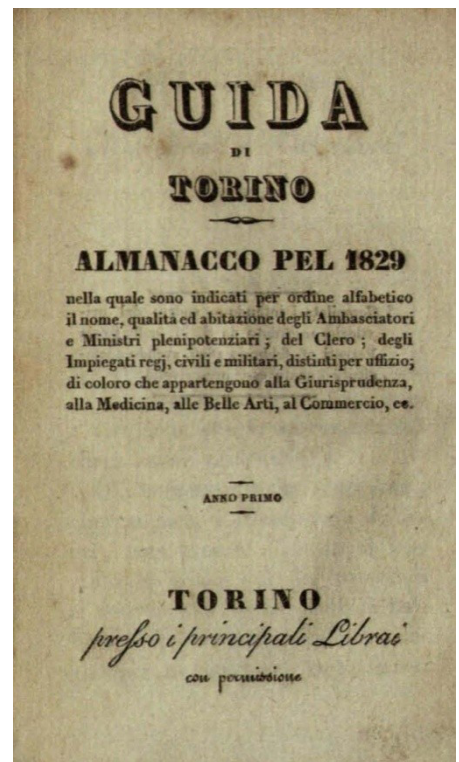 GUIDA
DI
TORINO
ALMANACCO PEL 1829
nella quale sono indicati per ordine alfabetico
il nome, qualità ed abitazione degli Ambasciatori
e Ministri plenipotenziari; del Clero; degli
Impiegati regj, civili e militari, distinti per uffizio;
di coloro che appartengono alla Giurisprudenza,
alla Medicina, alle Belle Arti, al Commercio, ec.
ANNO PRIMO
TORINO
presso i principali Librai
con permissione